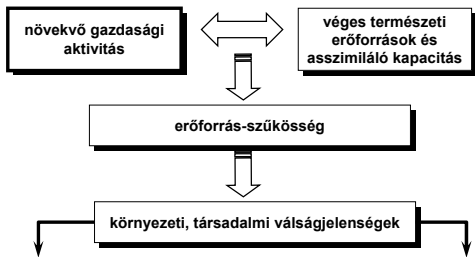 növekvő gazdasági
aktivitás
véges természeti
erőforrások és
asszimiláló kapacitás
erőforrás-szűkösség
környezeti, társadalmi válságjelenségek